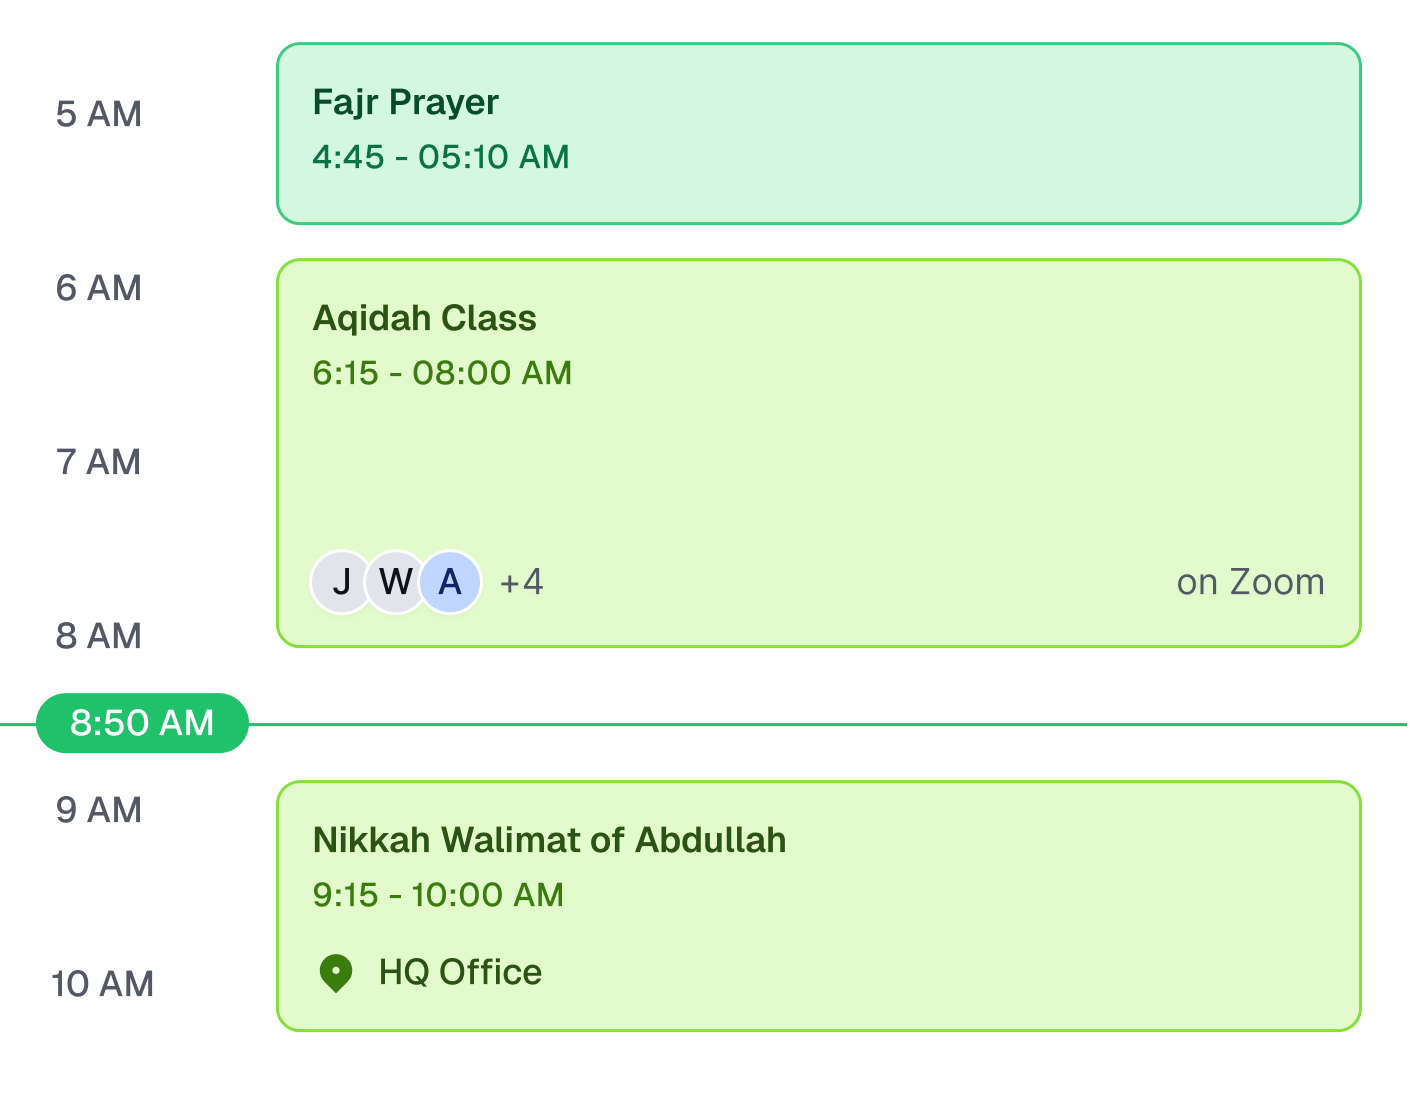 5 AM
Fajr Prayer
4:45 - 05:10 AM
6 AM
Aqidah Class
6:15 - 08:00 AM
7 AM
J W A +4
on Zoom
8 AM
8:50 AM
9 AM
Nikkah Walimat of Abdullah
9:15 - 10:00 AM
HQ Office
10 AM